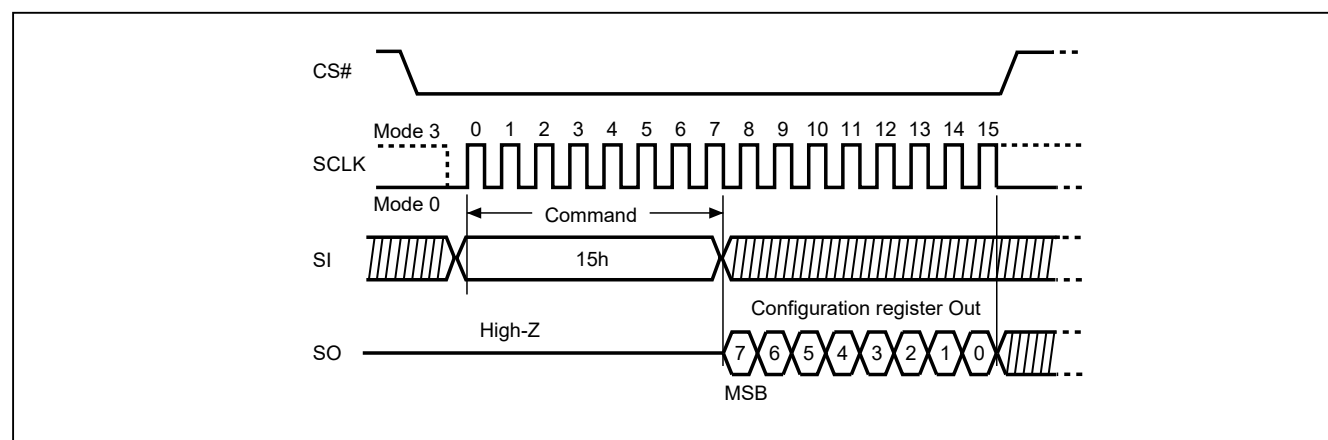 CS#
Mode 3
0 1 2 3 4 5 6 7 8 9 10 11 12 13 14 15
SCLK
Mode 0
Command
SI
15h
Configuration register Out
High-Z
SO
7 6 5 4 3 2 1 0
MSB